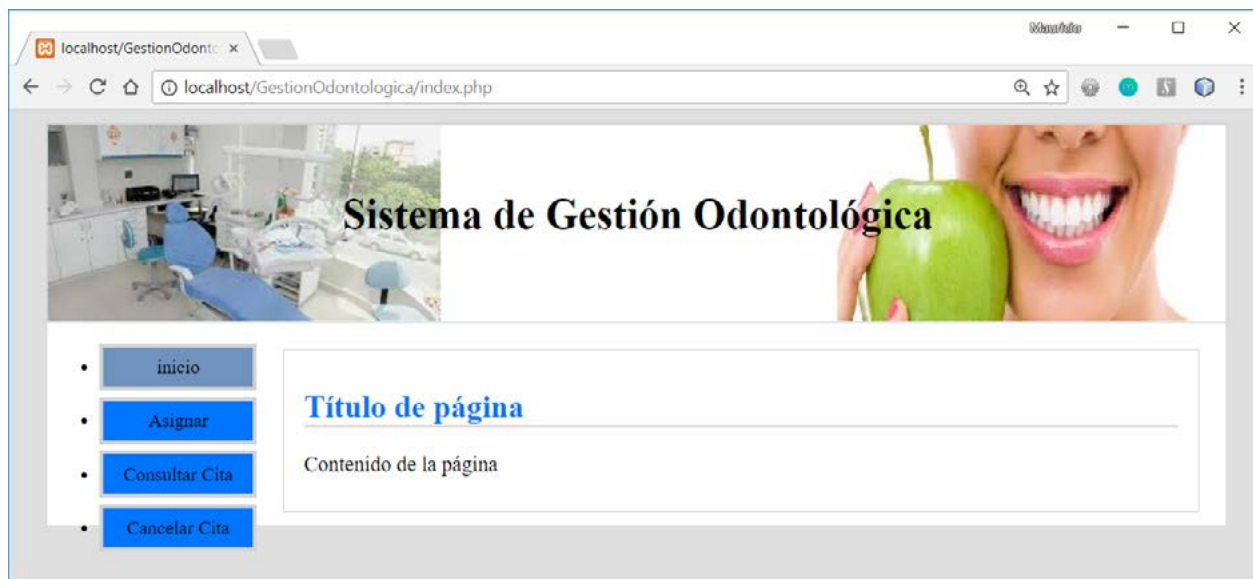 Mauricio
localhost/GestionOdonto
localhost/GestionOdontologica/index.php
Sistema de Gestión Odontológica
inicio
Asignar
Consultar Cita
Cancelar Cita
Título de página
Contenido de la página